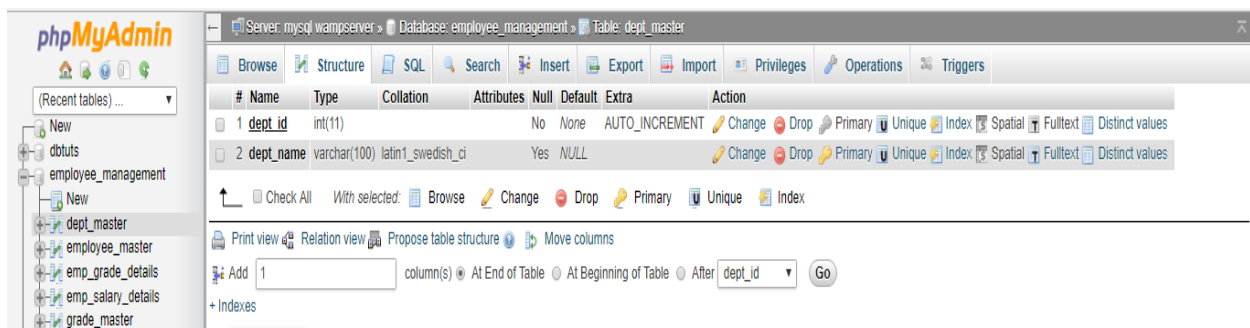 phpMyAdmin
(Recent tables) ...
New
dbtuts
employee_management
New
dept_master
employee_master
emp_grade_details
emp_salary_details
grade_master
Server: mysql wampserver » Database: employee_management » Table: dept_master
Browse Structure SQL Search Insert Export Import Privileges Operations Triggers
# Name Type Collation Attributes Null Default Extra Action
1 dept_id int(11) No None AUTO_INCREMENT Change Drop Primary Unique Index Spatial Fulltext Distinct values
2 dept_name varchar(100) latin1_swedish_ci Yes NULL Change Drop Primary Unique Index Spatial Fulltext Distinct values
Check All With selected: Browse Change Drop Primary Unique Index
Print view Relation view Propose table structure Move columns
Add 1 column(s) At End of Table At Beginning of Table After dept_id Go
+ Indexes